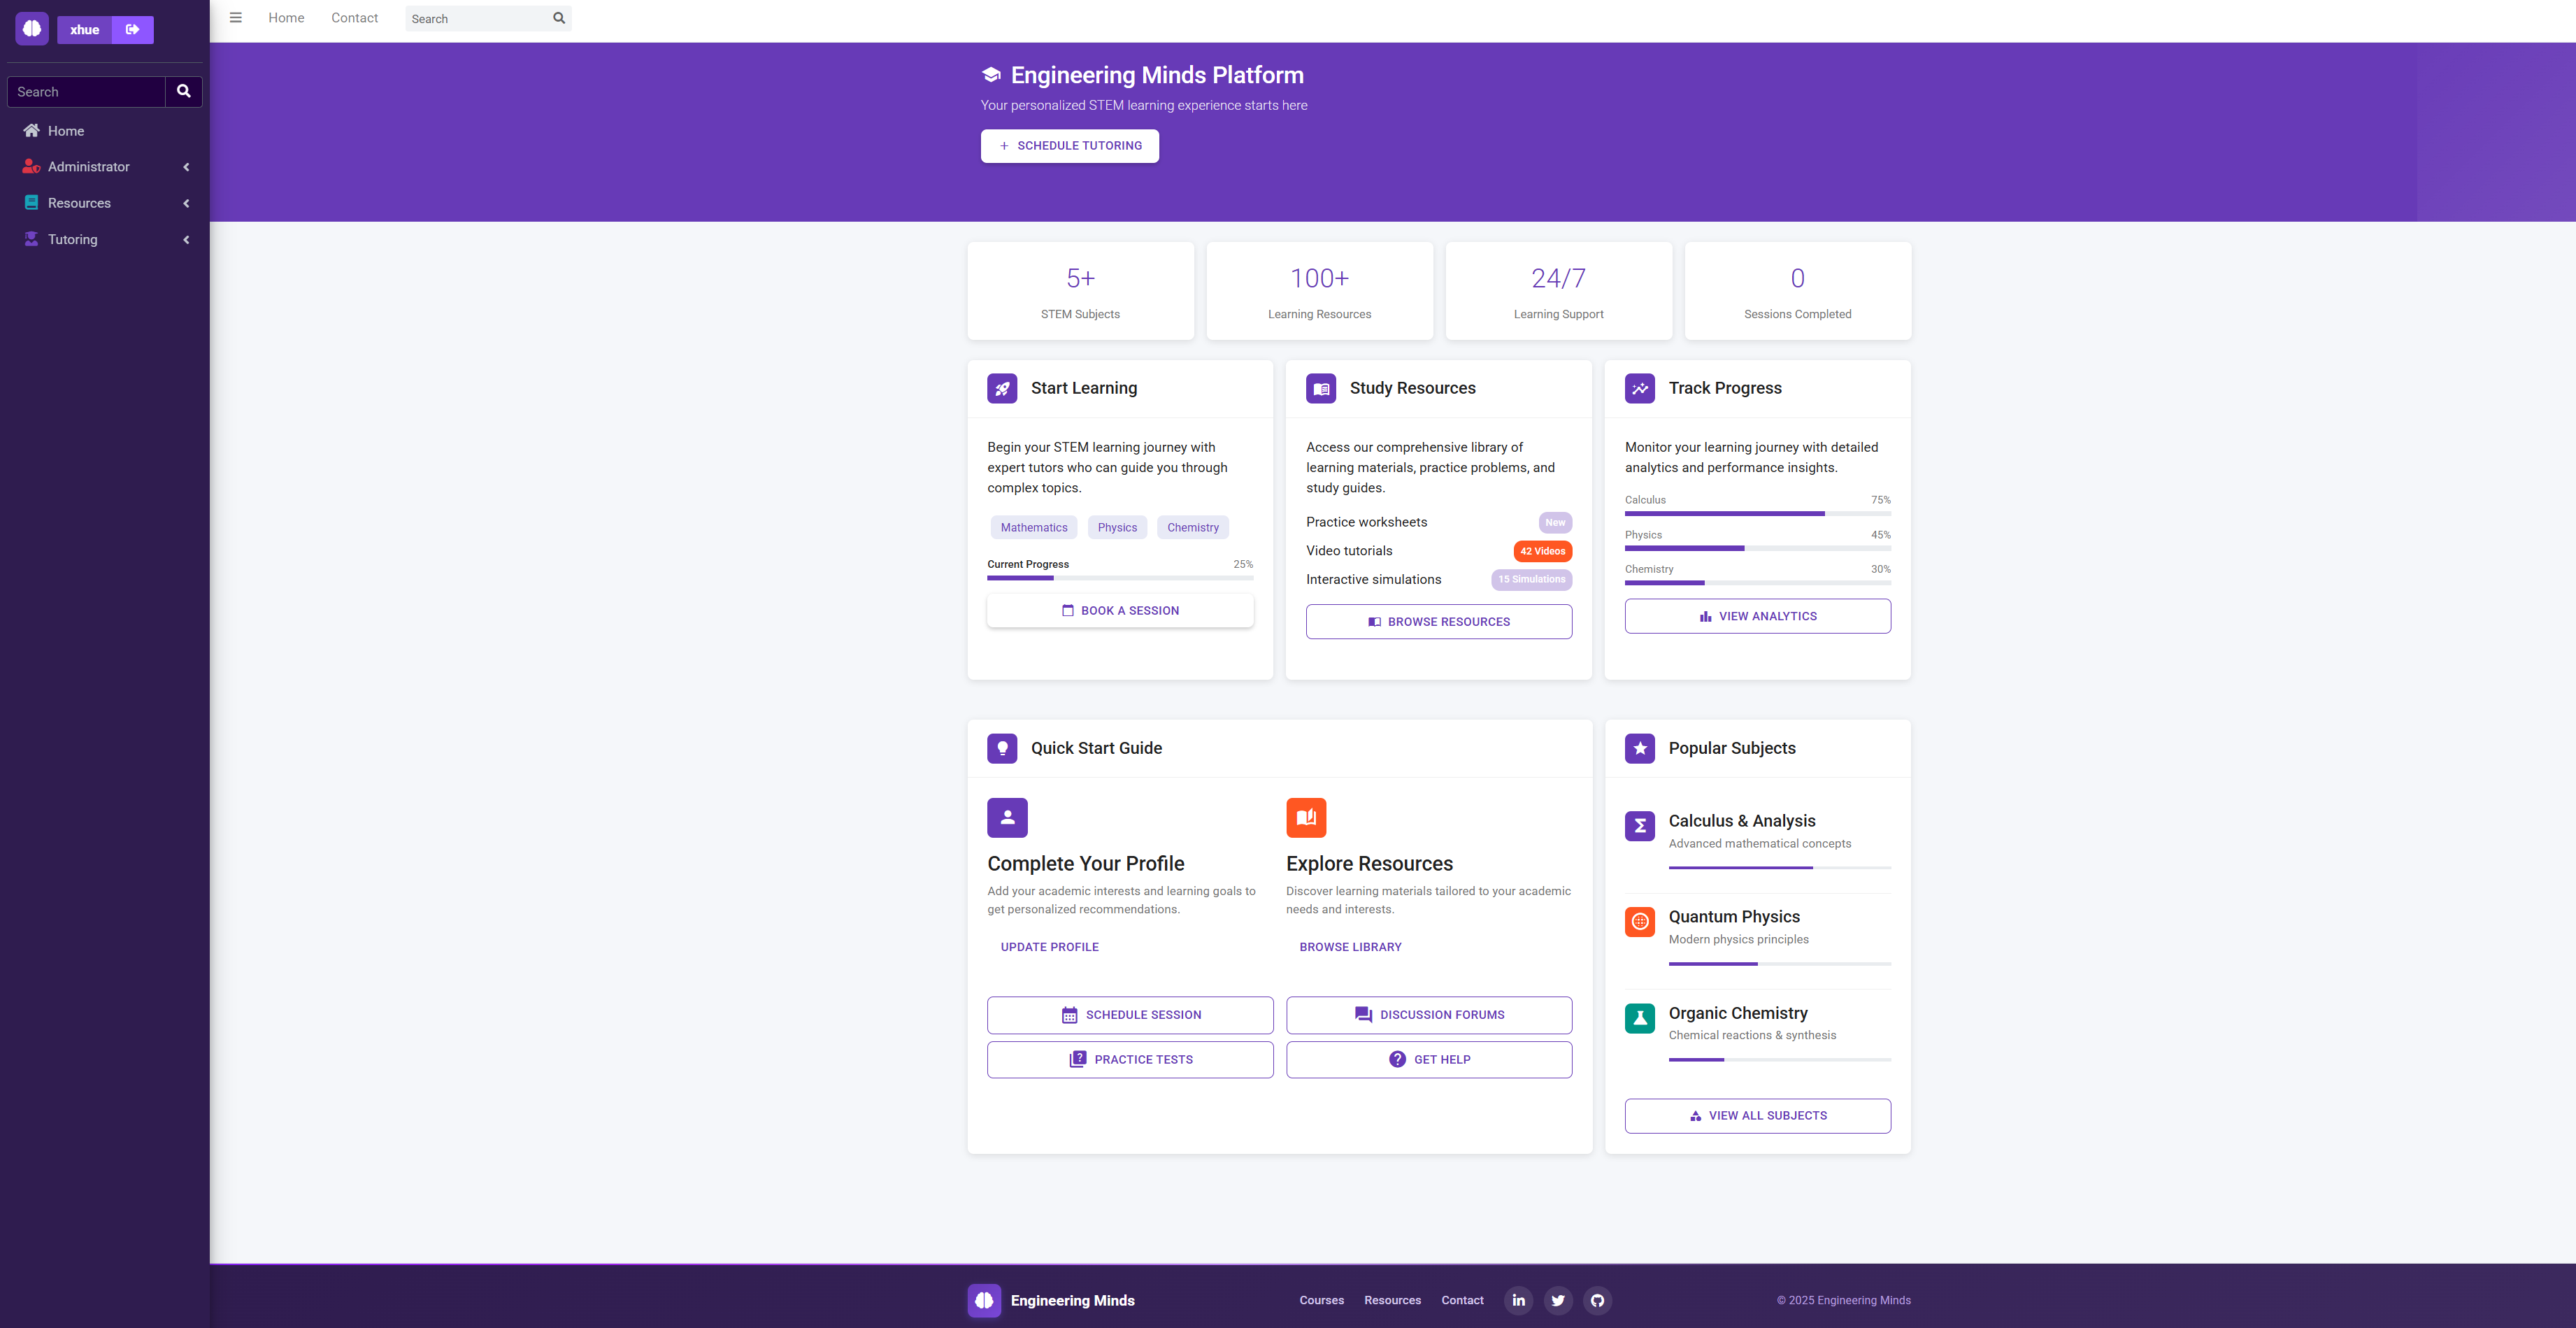 xhue
Search
Home
Administrator
Resources
Tutoring
Home
Contact
Search
Engineering Minds Platform
Your personalized STEM learning experience starts here
SCHEDULE TUTORING
5+
STEM Subjects
100+
Learning Resources
24/7
Learning Support
0
Sessions Completed
Start Learning
Begin your STEM learning journey with
expert tutors who can guide you through
complex topics.
Mathematics
Physics
Chemistry
Current Progress
25%
BOOK A SESSION
Study Resources
Access our comprehensive library of
learning materials, practice problems, and
study guides.
Practice worksheets
New
Video tutorials
42 Videos
Interactive simulations
15 Simulations
BROWSE RESOURCES
Track Progress
Monitor your learning journey with detailed
analytics and performance insights.
Calculus
75%
Physics
45%
Chemistry
30%
VIEW ANALYTICS
Quick Start Guide
Complete Your Profile
Add your academic interests and learning goals to
get personalized recommendations.
UPDATE PROFILE
Explore Resources
Discover learning materials tailored to your academic
needs and interests.
BROWSE LIBRARY
SCHEDULE SESSION
DISCUSSION FORUMS
PRACTICE TESTS
GET HELP
Popular Subjects
Calculus & Analysis
Advanced mathematical concepts
Quantum Physics
Modern physics principles
Organic Chemistry
Chemical reactions & synthesis
VIEW ALL SUBJECTS
Engineering Minds
Courses
Resources
Contact
© 2025 Engineering Minds